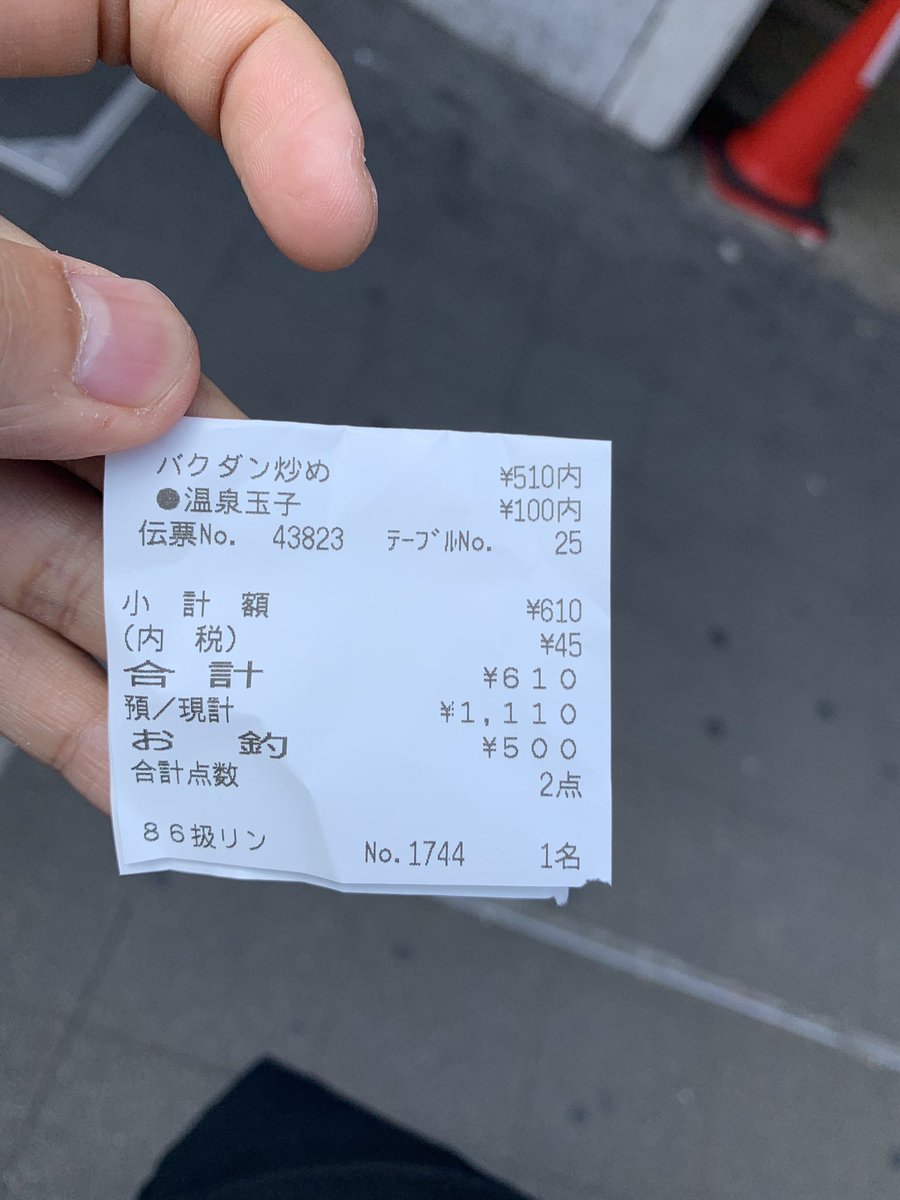 バクダン炒め ¥510内
●温泉玉子 ¥100内
伝票No. 43823 ﾃｰﾌﾞﾙNo. 25
小 計 額 ¥610
(内 税) ¥45
合 計 ¥610
預/現計 ¥1,110
お 釣 ¥500
合計点数 2点
86扱リン No.1744 1名